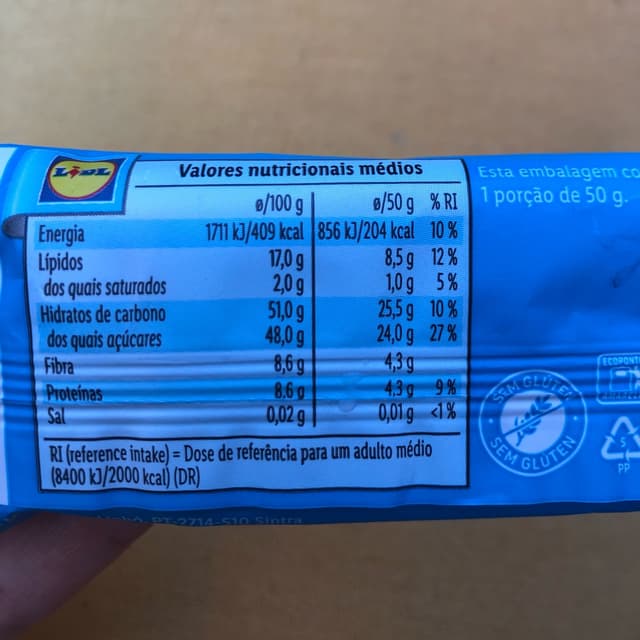 LIDL
Valores nutricionais médios
ø/100 g ø/50 g % RI
Energia 1711 kJ/409 kcal 856 kJ/204 kcal 10 %
Lípidos 17,0 g 8,5 g 12 %
dos quais saturados 2,0 g 1,0 g 5 %
Hidratos de carbono 51,0 g 25,5 g 10 %
dos quais açúcares 48,0 g 24,0 g 27 %
Fibra 8,6 g 4,3 g
Proteínas 8,6 g 4,3 g 9 %
Sal 0,02 g 0,01 g <1 %
RI (reference intake) = Dose de referência para um adulto médio
(8400 kJ/2000 kcal) (DR)
Esta embalagem co
1 porção de 50 g.
SEM GLUTEN
SEM GLUTEN
ECOPONT
5
PP
PT-2714-510 Sintra